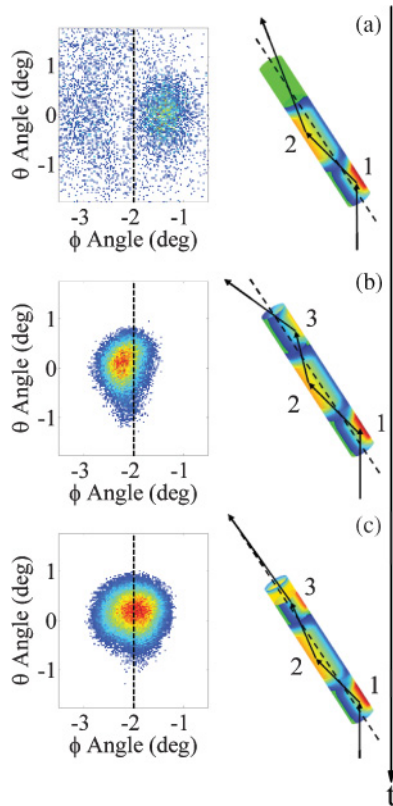 (a)
θ Angle (deg)
1
0
-1
-3
-2
-1
ϕ Angle (deg)
2
1
(b)
θ Angle (deg)
1
0
-1
-3
-2
-1
ϕ Angle (deg)
3
2
1
(c)
θ Angle (deg)
1
0
-1
-3
-2
-1
ϕ Angle (deg)
3
2
1
t